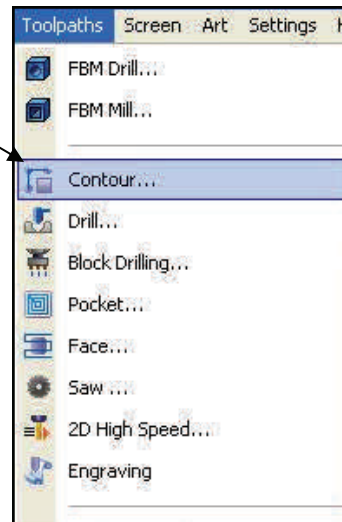 Toolpaths Screen Art Settings
FBM Drill...
FBM Mill...
Contour...
Drill...
Block Drilling...
Pocket...
Face...
Saw ...
2D High Speed...
Engraving